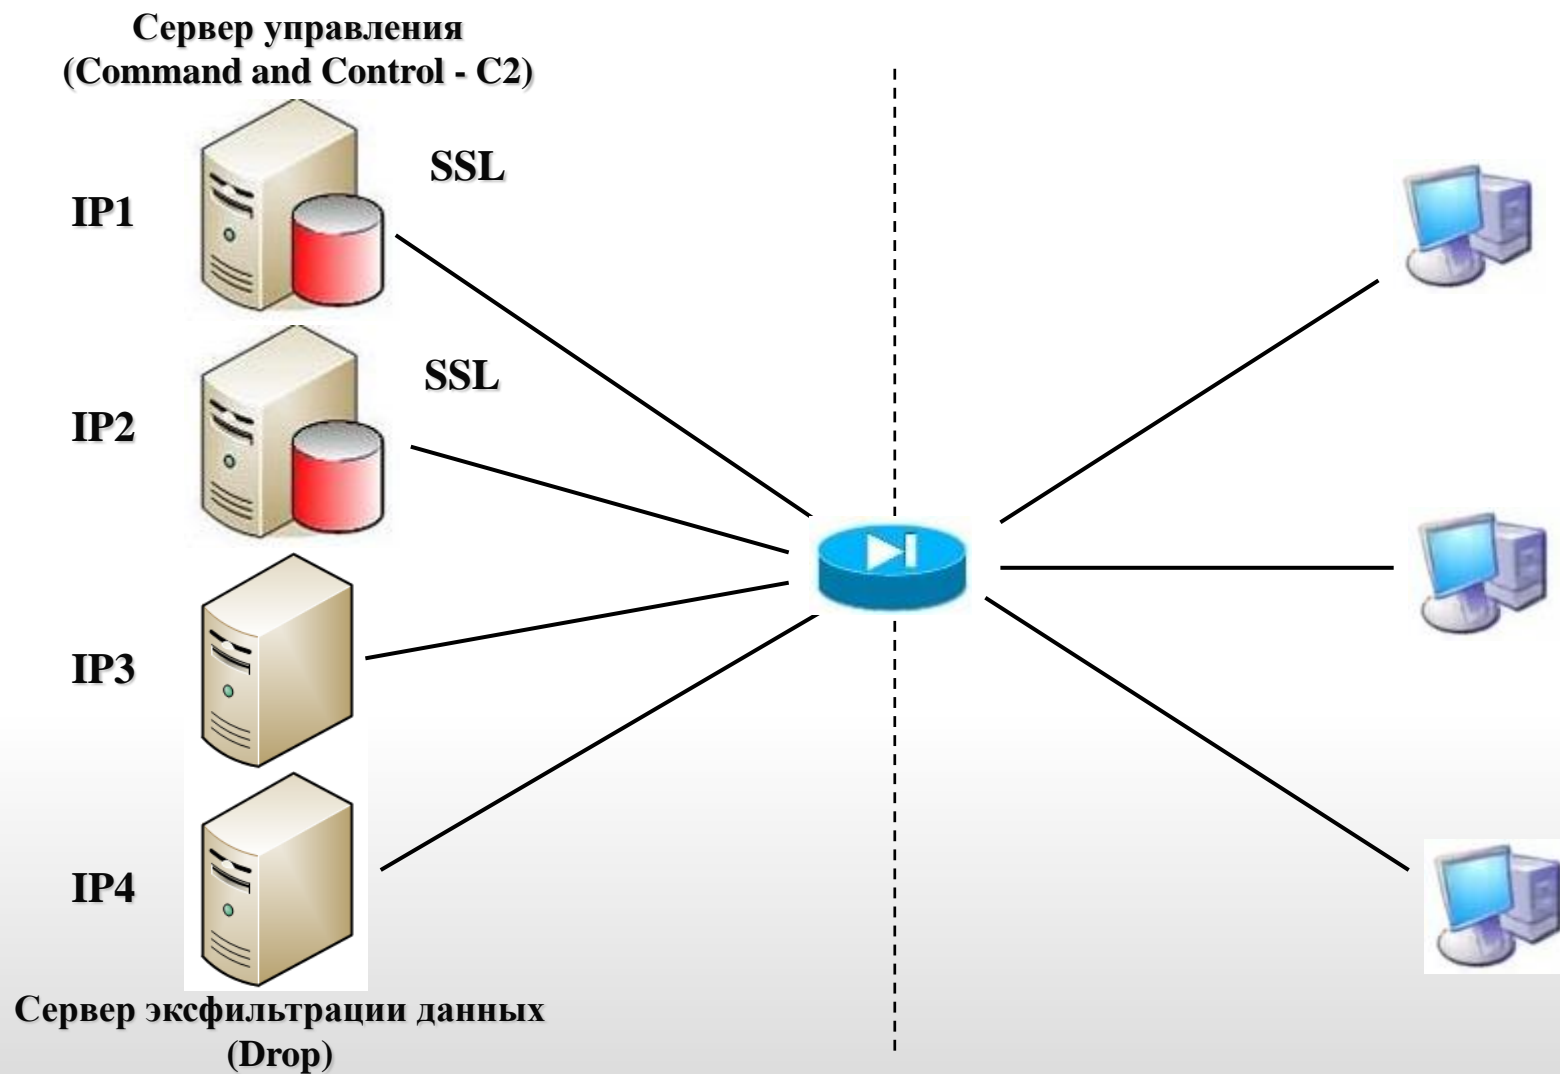 Сервер управления
(Command and Control - C2)
SSL
IP1
SSL
IP2
IP3
IP4
Сервер эксфильтрации данных
(Drop)